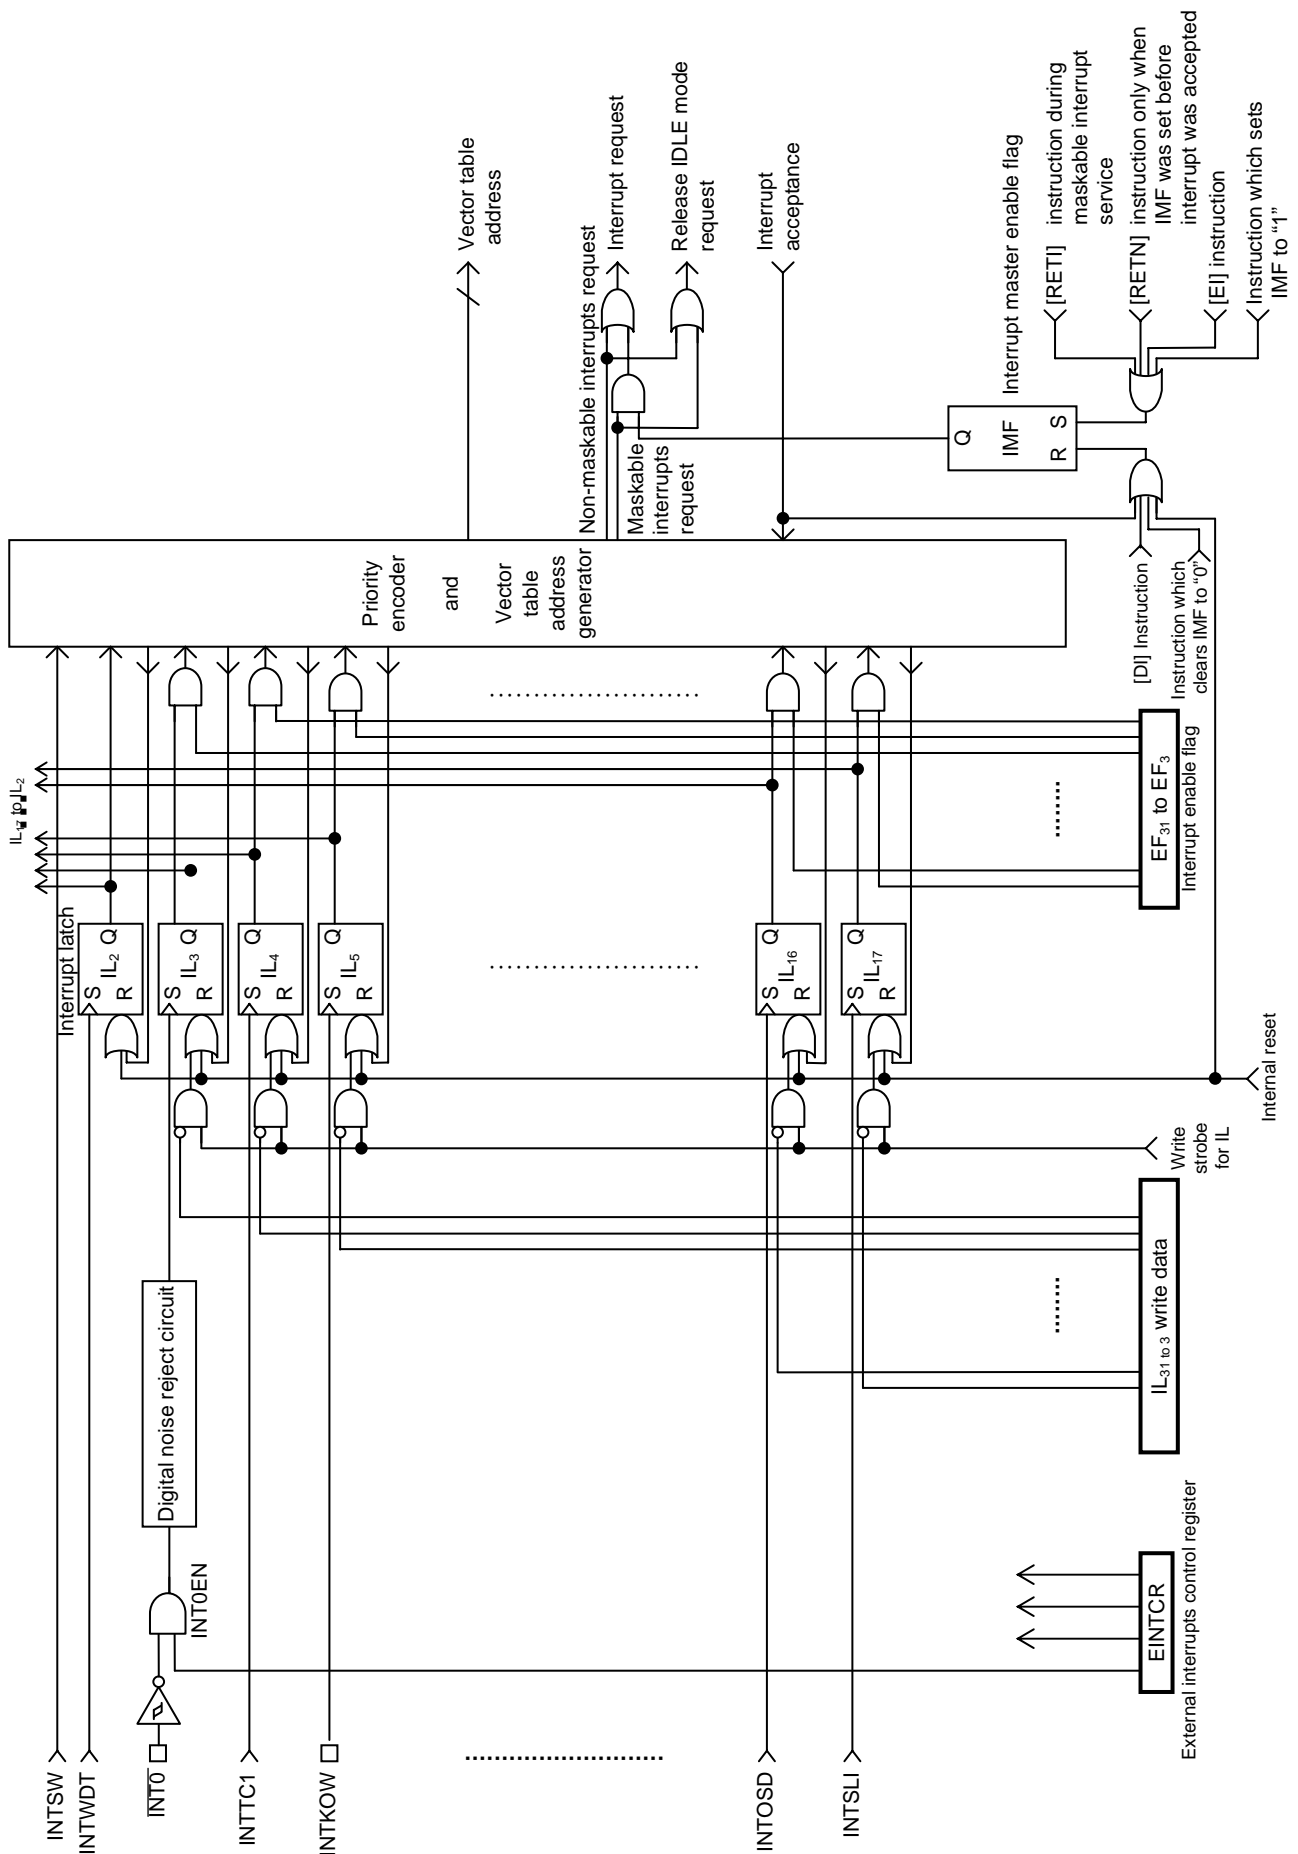 INTSW
INTWDT
INT0
INTTC1
INTKOW
INTOSD
INTSLI
INT0EN
Digital noise reject circuit
EINTCR
External interrupts control register
IL31 to 3 write data
Write
strobe
for IL
Internal reset
Interrupt latch
S
IL2
R
Q
S
IL3
R
Q
S
IL4
R
Q
S
IL5
R
Q
S
IL16
R
Q
S
IL17
R
Q
IL17 to IL2
EF31 to EF3
Interrupt enable flag
Priority
encoder
and
Vector
table
address
generator
Vector table
address
Non-maskable interrupts request
Interrupt request
Maskable
interrupts
request
Release IDLE mode
request
Interrupt
acceptance
Interrupt master enable flag
Q
IMF
R
S
[DI] Instruction
Instruction which
clears IMF to “0”
[RETI] instruction during
maskable interrupt
service
[RETN] instruction only when
IMF was set before
interrupt was accepted
[EI] instruction
Instruction which sets
IMF to “1”